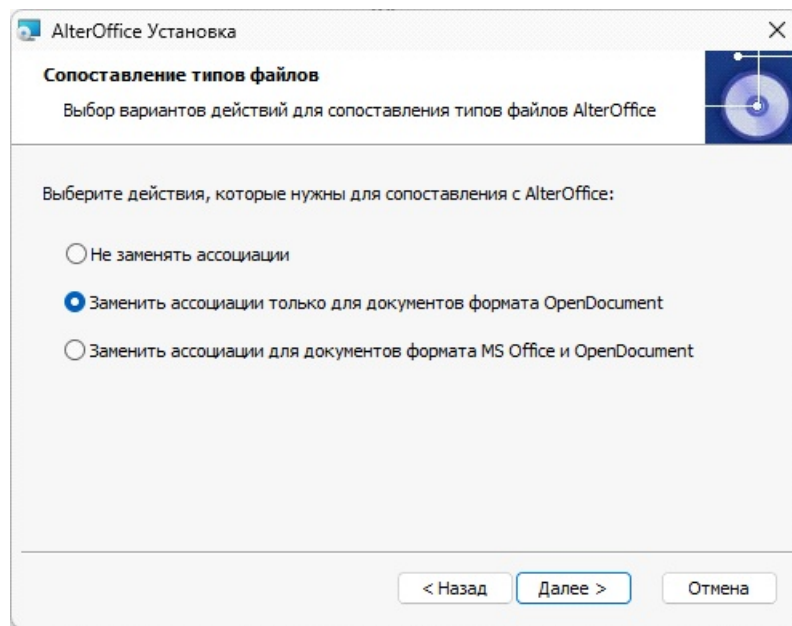 AlterOffice Установка
Сопоставление типов файлов
Выбор вариантов действий для сопоставления типов файлов AlterOffice
Выберите действия, которые нужны для сопоставления с AlterOffice:
Не заменять ассоциации
Заменить ассоциации только для документов формата OpenDocument
Заменить ассоциации для документов формата MS Office и OpenDocument
< Назад
Далее >
Отмена